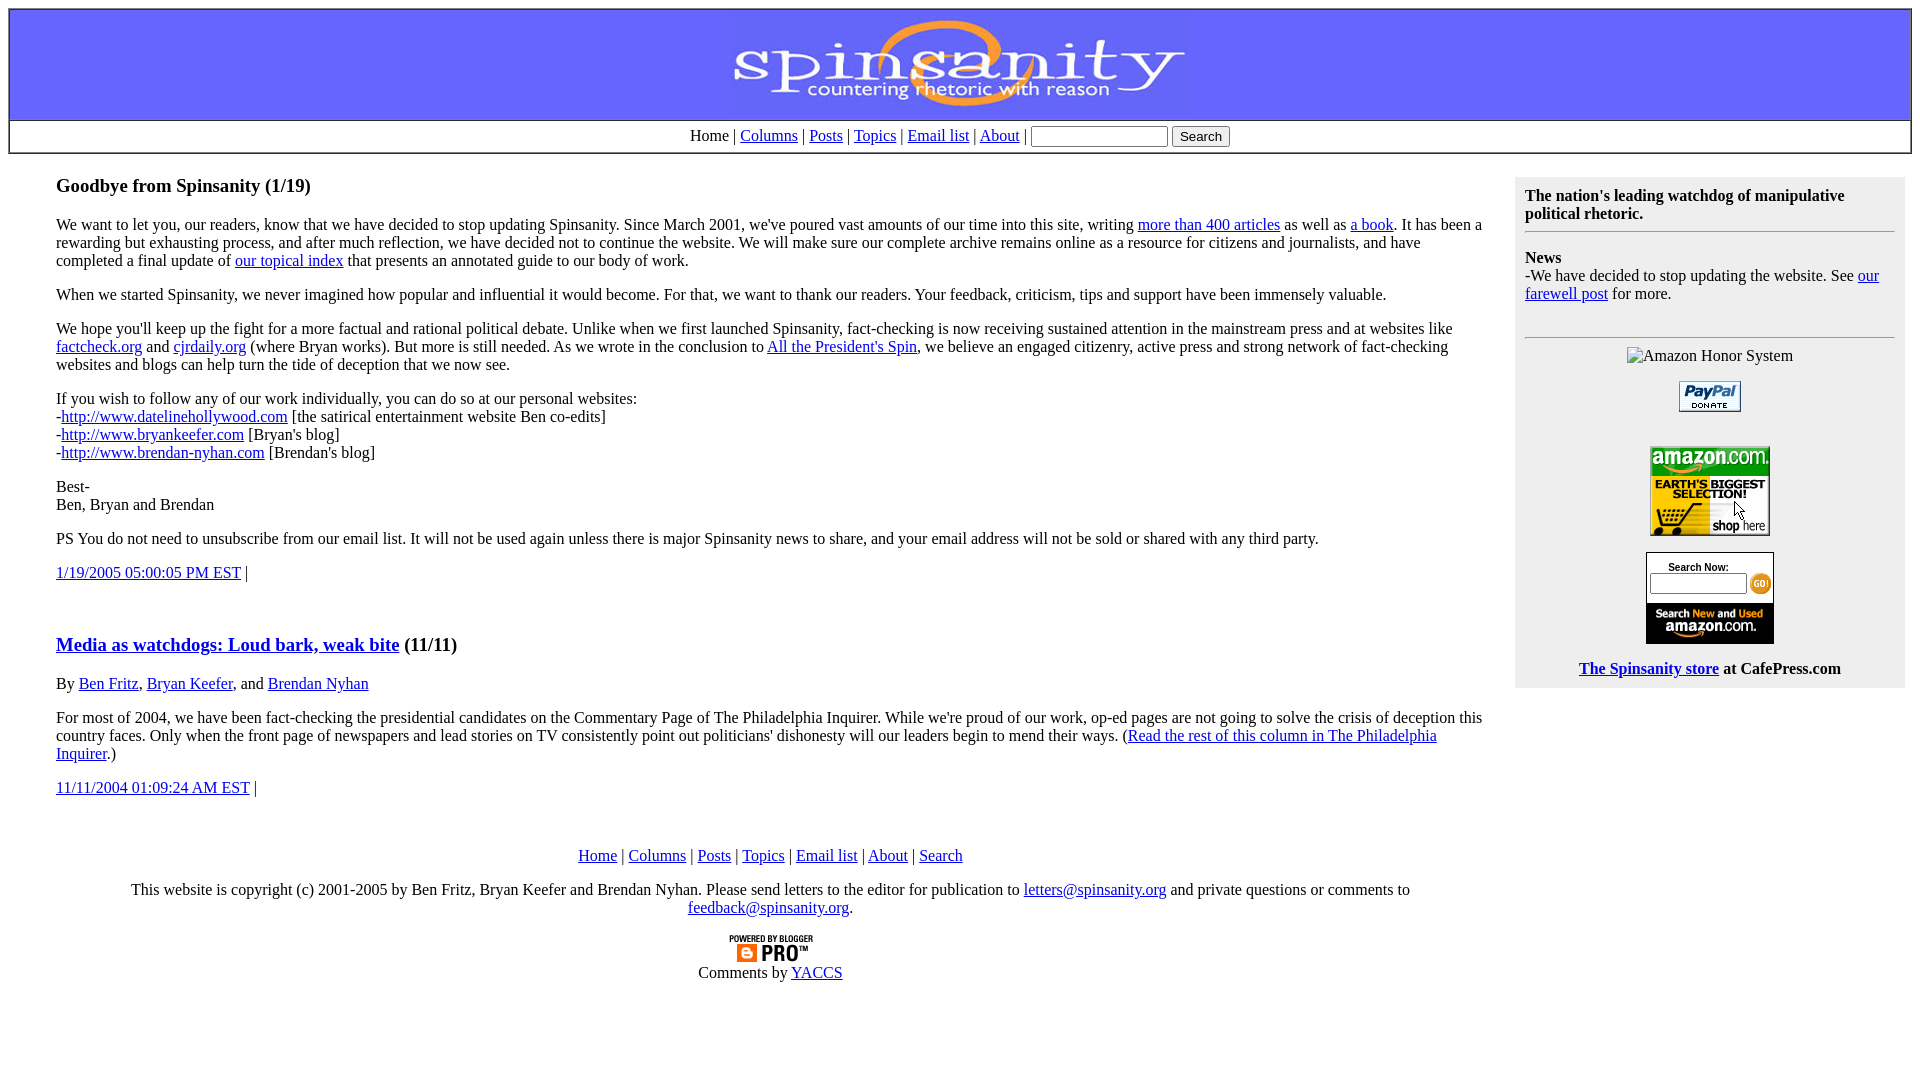 spinsanity
countering rhetoric with reason
Home | Columns | Posts | Topics | Email list | About | Search
Goodbye from Spinsanity (1/19)
We want to let you, our readers, know that we have decided to stop updating Spinsanity. Since March 2001, we've poured vast amounts of our time into this site, writing more than 400 articles as well as a book. It has been a
rewarding but exhausting process, and after much reflection, we have decided not to continue the website. We will make sure our complete archive remains online as a resource for citizens and journalists, and have
completed a final update of our topical index that presents an annotated guide to our body of work.
When we started Spinsanity, we never imagined how popular and influential it would become. For that, we want to thank our readers. Your feedback, criticism, tips and support have been immensely valuable.
We hope you'll keep up the fight for a more factual and rational political debate. Unlike when we first launched Spinsanity, fact-checking is now receiving sustained attention in the mainstream press and at websites like
factcheck.org and cjrdaily.org (where Bryan works). But more is still needed. As we wrote in the conclusion to All the President's Spin, we believe an engaged citizenry, active press and strong network of fact-checking
websites and blogs can help turn the tide of deception that we now see.
If you wish to follow any of our work individually, you can do so at our personal websites:
-http://www.datelinehollywood.com [the satirical entertainment website Ben co-edits]
-http://www.bryankeefer.com [Bryan's blog]
-http://www.brendan-nyhan.com [Brendan's blog]
Best-
Ben, Bryan and Brendan
PS You do not need to unsubscribe from our email list. It will not be used again unless there is major Spinsanity news to share, and your email address will not be sold or shared with any third party.
1/19/2005 05:00:05 PM EST |
Media as watchdogs: Loud bark, weak bite (11/11)
By Ben Fritz, Bryan Keefer, and Brendan Nyhan
For most of 2004, we have been fact-checking the presidential candidates on the Commentary Page of The Philadelphia Inquirer. While we're proud of our work, op-ed pages are not going to solve the crisis of deception this
country faces. Only when the front page of newspapers and lead stories on TV consistently point out politicians' dishonesty will our leaders begin to mend their ways. (Read the rest of this column in The Philadelphia
Inquirer.)
11/11/2004 01:09:24 AM EST |
Home | Columns | Posts | Topics | Email list | About | Search
This website is copyright (c) 2001-2005 by Ben Fritz, Bryan Keefer and Brendan Nyhan. Please send letters to the editor for publication to letters@spinsanity.org and private questions or comments to
feedback@spinsanity.org.
POWERED BY BLOGGER
PRO™
Comments by YACCS
The nation's leading watchdog of manipulative
political rhetoric.
News
-We have decided to stop updating the website. See our
farewell post for more.
Amazon Honor System
PayPal
DONATE
amazon.com.
EARTH'S BIGGEST
SELECTION!
shop here
Search Now:
GO!
Search New and Used
amazon.com.
The Spinsanity store at CafePress.com